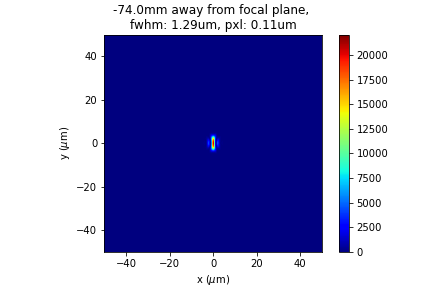 -74.0mm away from focal plane,
fwhm: 1.29um, pxl: 0.11um
40
20
0
−20
−40
y (μm)
−40 −20 0 20 40
x (μm)
20000
17500
15000
12500
10000
7500
5000
2500
0